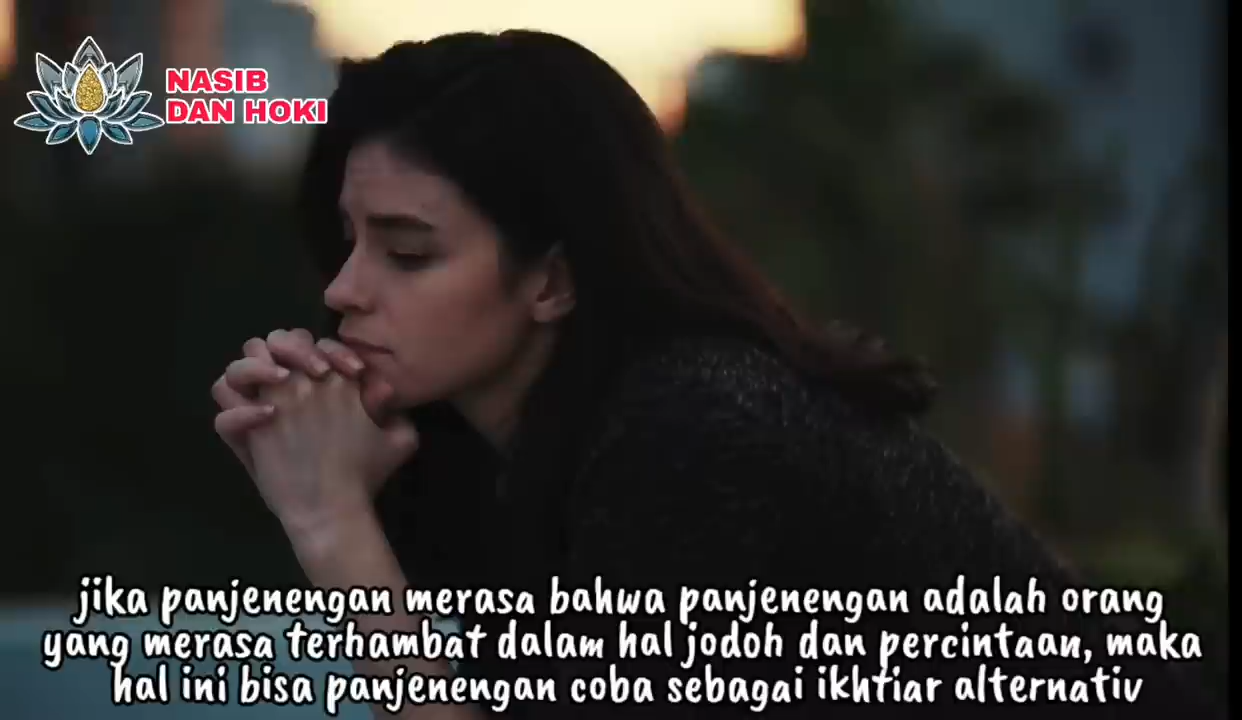 NASIB
DAN HOKI
jika panjenengan merasa bahwa panjenengan adalah orang
yang merasa terhambat dalam hal jodoh dan percintaan, maka
hal ini bisa panjenengan coba sebagai ikhtiar alternativ